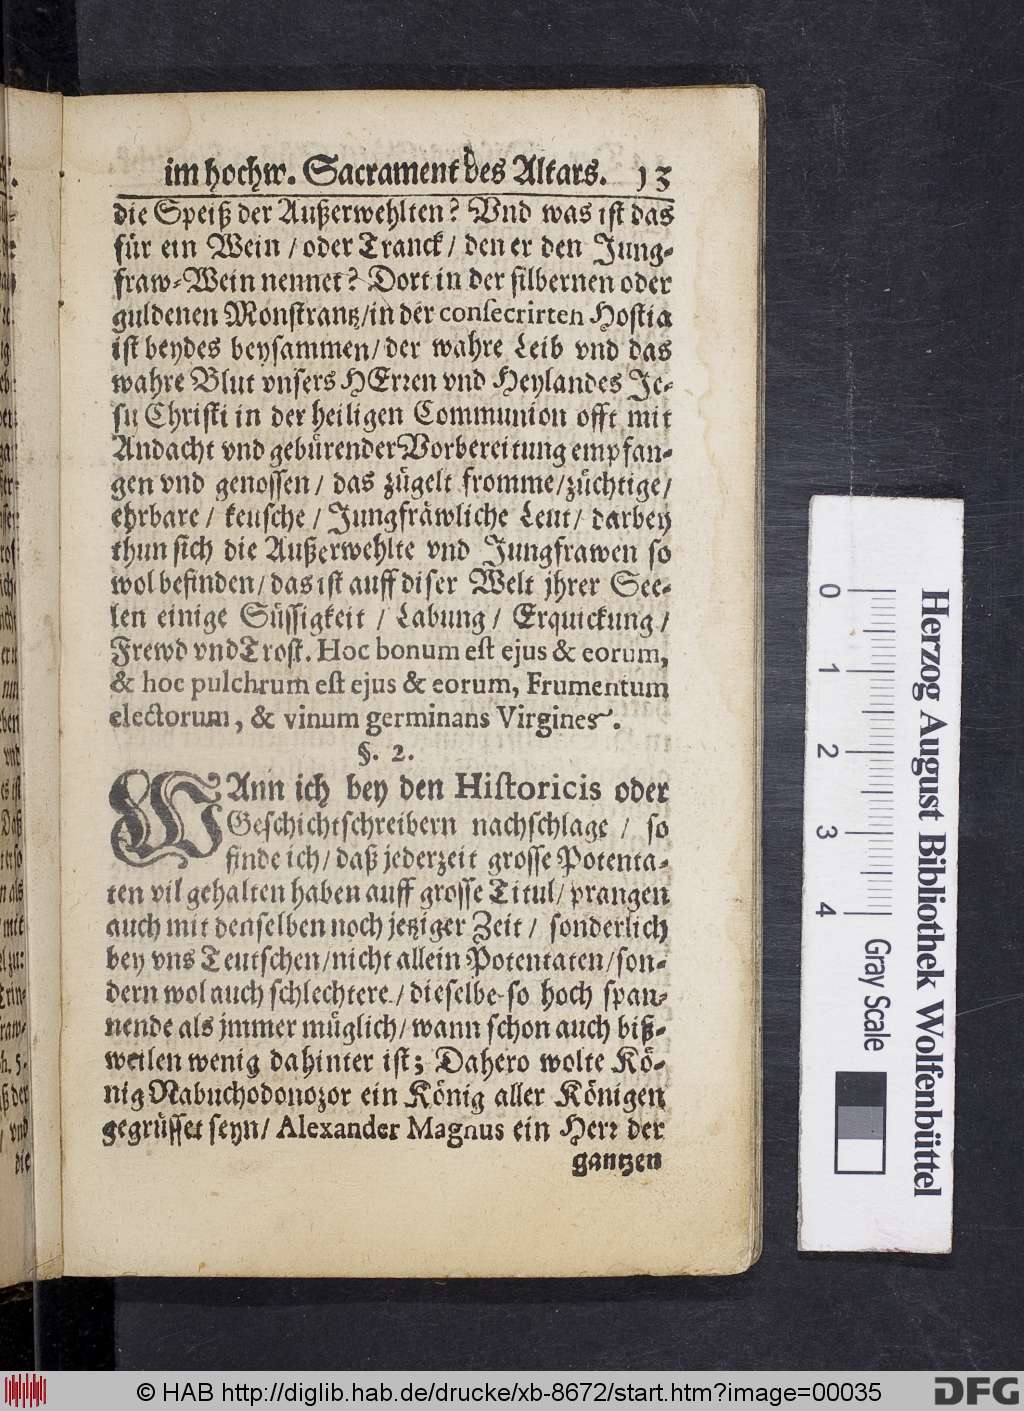 im hochw. Sacrament des Altars. 13
die Speiß der Außerwehlten? Vnd was ist das
für ein Wein / oder Tranck / den er den Jung-
fraw-Wein nennet? Dort in der silbernen oder
guldenen Monstrantz / in der consecrirten Hostia
ist beydes beysammen / der wahre Leib vnd das
wahre Blut vnsers HErren vnd Heylandes Je-
su Christi in der heiligen Communion offt mit
Andacht vnd gebürender Vorbereitung empfan-
gen vnd genossen / das zügelt fromme / züchtige /
ehrbare / keusche / Jungfräwliche Leut / darbey
thun sich die Außerwehlte vnd Jungfrawen so
wol befinden / das ist auff diser Welt jhrer See-
len einige Süssigkeit / Labung / Erquickung /
Frewd vnd Trost. Hoc bonum est ejus & eorum,
& hoc pulchrum est ejus & eorum, Frumentum
electorum, & vinum germinans Virgines.
§. 2.
WAnn ich bey den Historicis oder
Geschichtschreibern nachschlage / so
finde ich / daß jederzeit grosse Potenta-
ten vil gehalten haben auff grosse Titul / prangen
auch mit denselben noch jetziger Zeit / sonderlich
bey vns Teutschen / nicht allein Potentaten / son-
dern wol auch schlechtere / dieselbe so hoch span-
nende als jmmer müglich / wann schon auch biß-
weilen wenig dahinter ist; Dahero wolte Kö-
nig Nabuchodonozor ein König aller Königen
gegrüsset seyn / Alexander Magnus ein Herr der
gantzen
0 1 2 3 4
Gray Scale
Herzog August Bibliothek Wolfenbüttel
© HAB http://diglib.hab.de/drucke/xb-8672/start.htm?image=00035
DFG